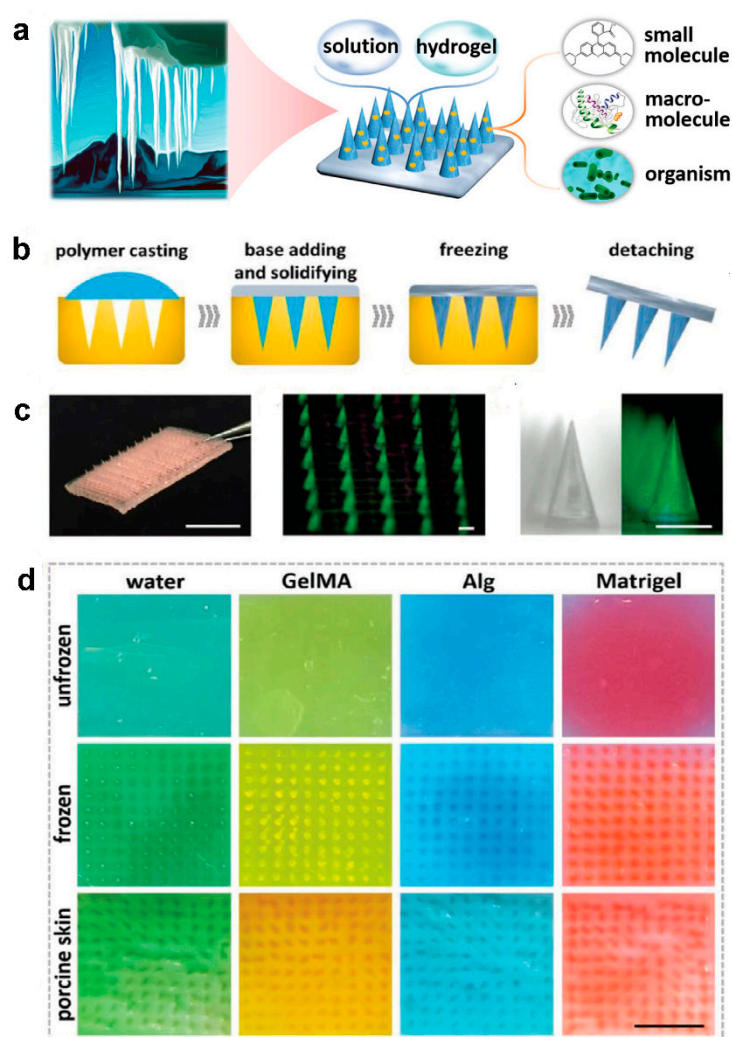 a
solution
hydrogel
small
molecule
macro-
molecule
organism
b
polymer casting
base adding
and solidifying
freezing
detaching
c
d
water
GelMA
Alg
Matrigel
unfrozen
frozen
porcine skin